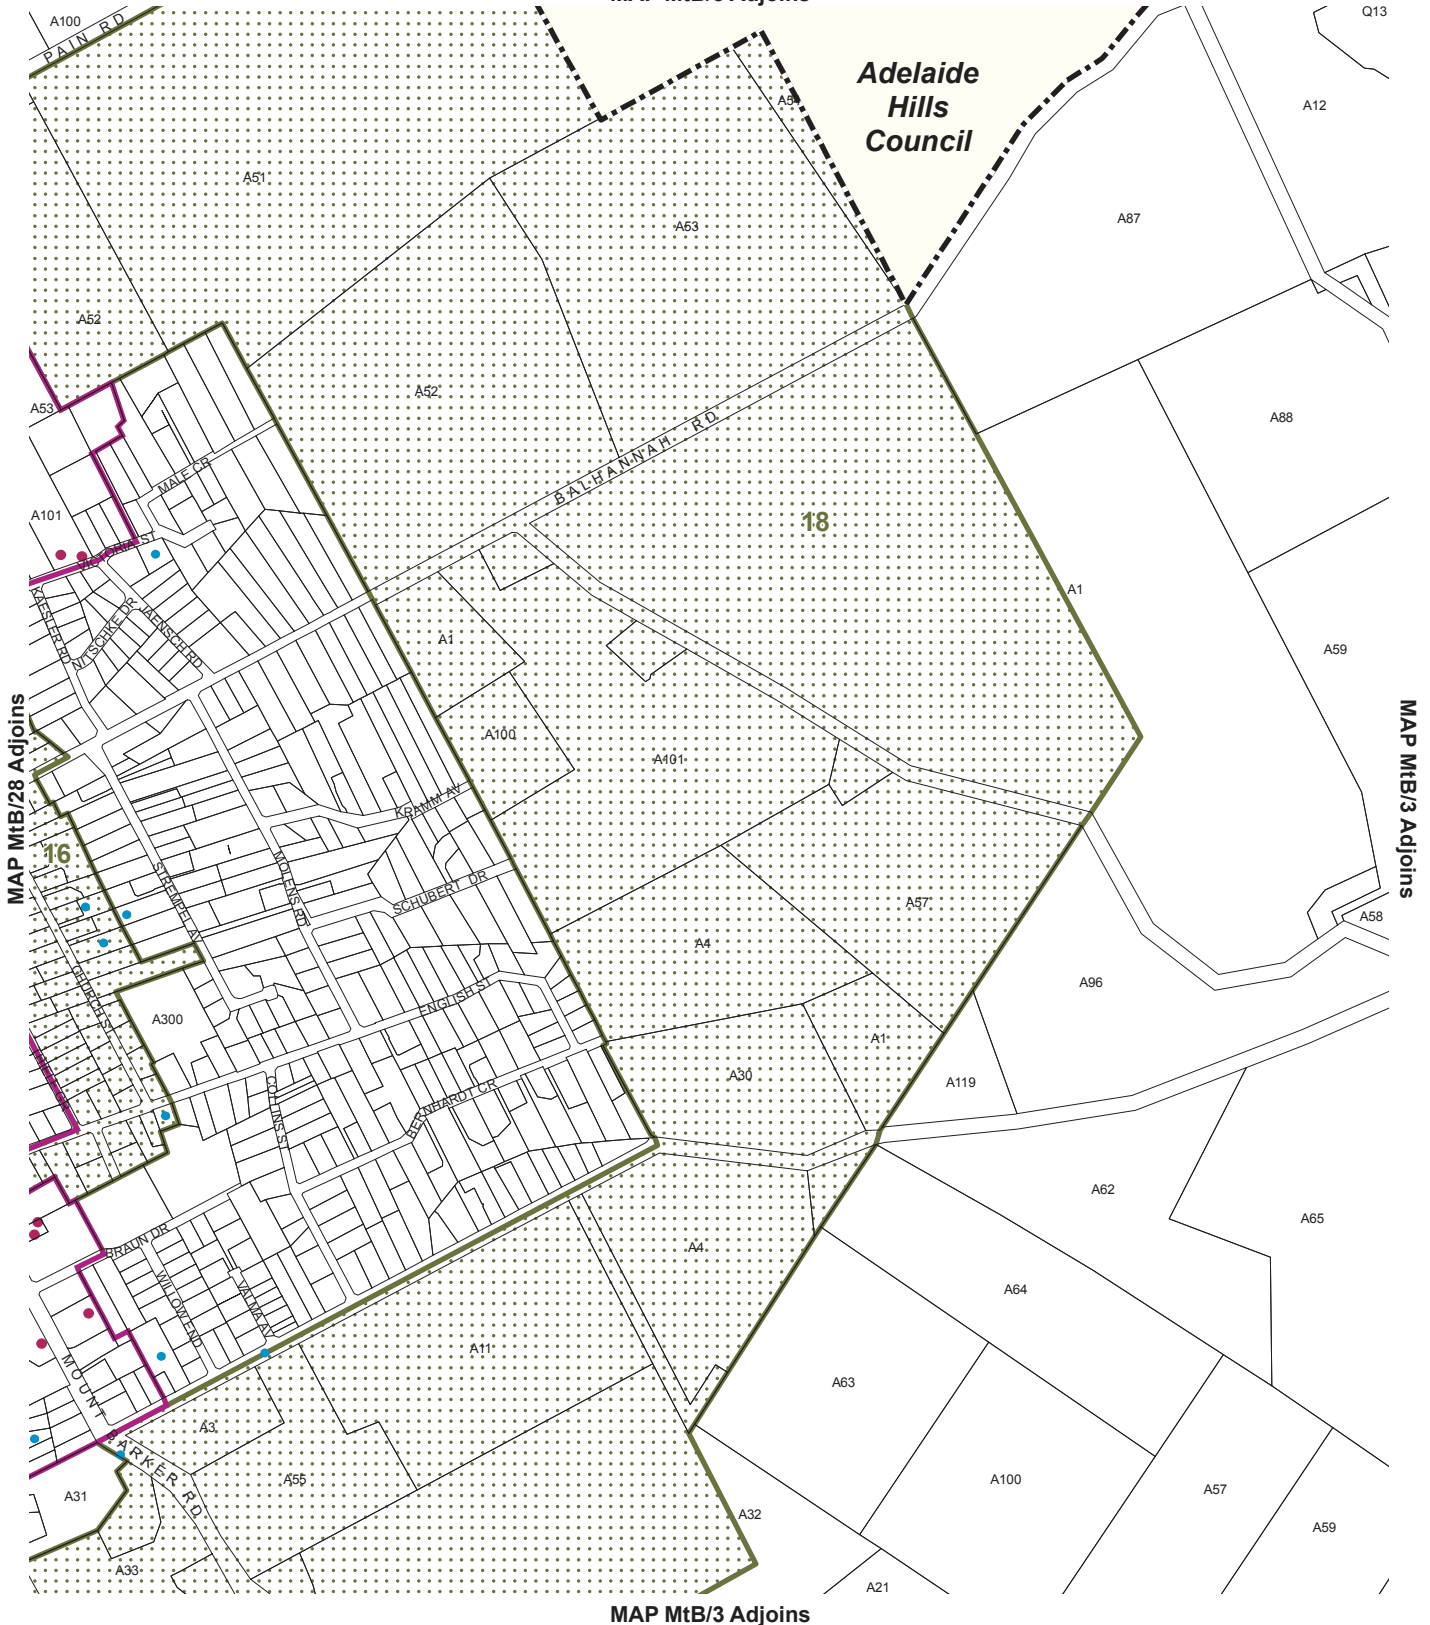 A100
PAIN RD
Adelaide
Hills
Council
Q13
A12
A54
A51
A53
A87
A52
A52
A53
A88
BALHANNAH RD
MALE CR
A101
18
VICTORIA ST
A1
KAESLER RD
NITSCHKE DR
JAENSCH RD
A1
A59
MAP MtB/28 Adjoins
MAP MtB/3 Adjoins
A100
A101
KRAMM AV
16
STREMPEL AV
MOLENS RD
SCHUBERT DR
A57
A58
A4
CHURCH ST
ENGLISH ST
A96
A300
A1
A30
A119
COLLINS ST
BERNHARDT CR
A62
A65
BRAUN DR
A4
WILLOW END
VALMA AV
A64
A11
MOUNT BARKER RD
A63
A3
A55
A100
A57
A31
A32
A59
A33
A21
MAP MtB/3 Adjoins